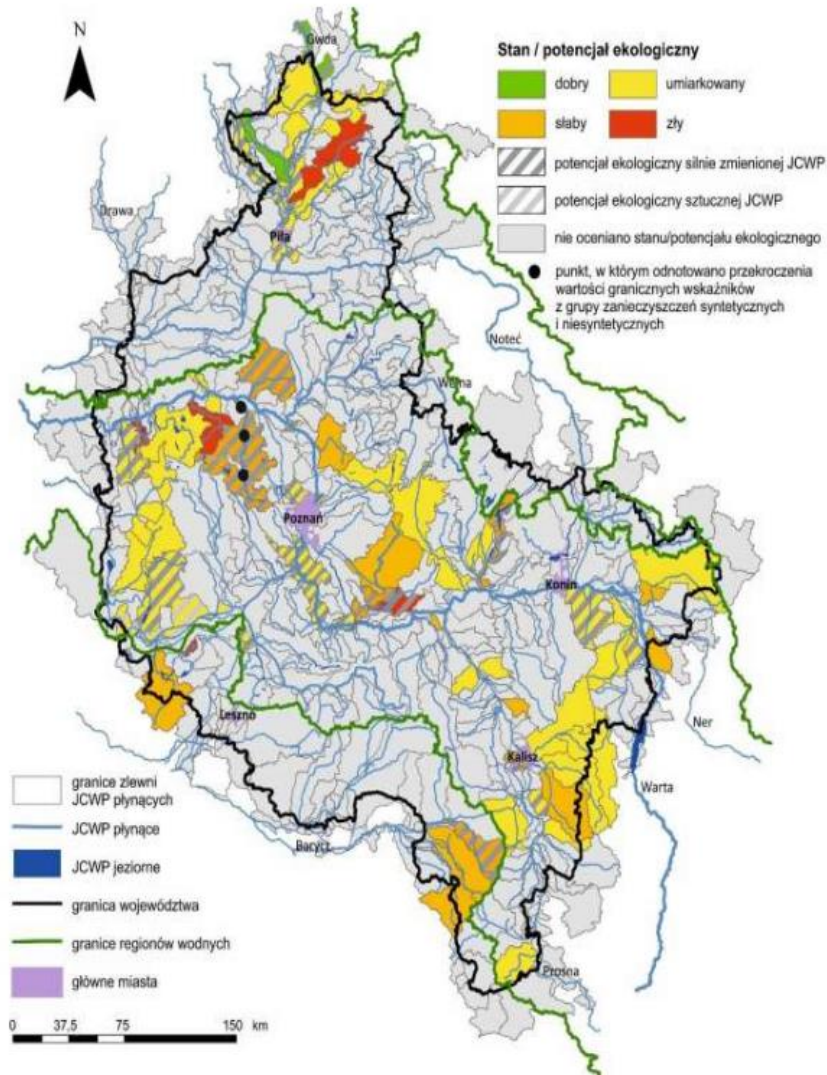 N
Gwda
Stan / potencjał ekologiczny
dobry
umiarkowany
słaby
zły
potencjał ekologiczny silnie zmienionej JCWP
potencjał ekologiczny sztucznej JCWP
nie oceniano stanu/potencjału ekologicznego
punkt, w którym odnotowano przekroczenia
wartości granicznych wskaźników
z grupy zanieczyszczeń syntetycznych
i niesyntetycznych
Drawa
Piła
Noteć
Wełna
Poznań
Konin
Leszno
Ner
Kalisz
Warta
Barycz
Prosna
granice zlewni
JCWP płynących
JCWP płynące
JCWP jeziorne
granica województwa
granice regionów wodnych
główne miasta
0 37,5 75 150
km